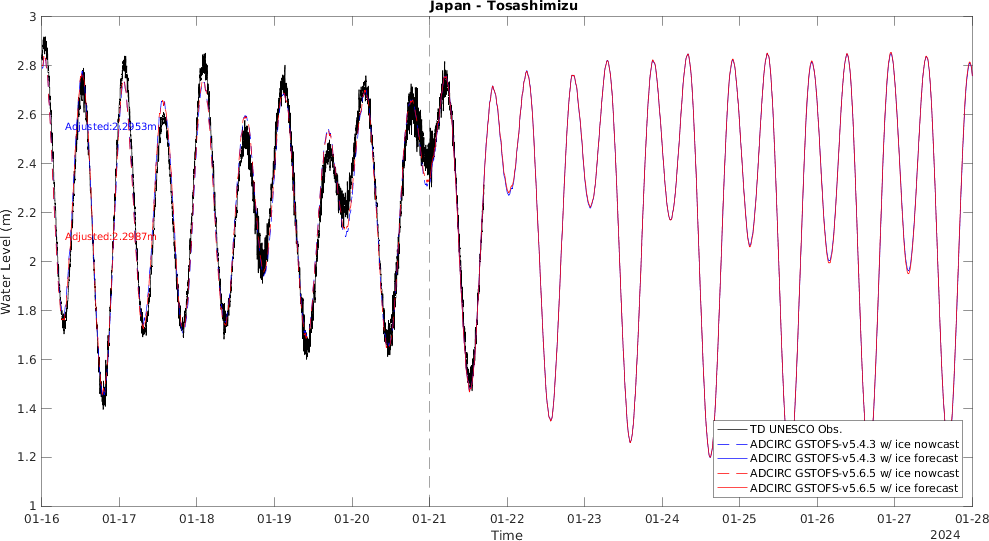 Japan - Tosashimizu
3
2.8
2.6
2.4
2.2
2
1.8
1.6
1.4
1.2
1
Water Level (m)
Adjusted:2.2953m
Adjusted:2.2987m
TD UNESCO Obs.
ADCIRC GSTOFS-v5.4.3 w/ ice nowcast
ADCIRC GSTOFS-v5.4.3 w/ ice forecast
ADCIRC GSTOFS-v5.6.5 w/ ice nowcast
ADCIRC GSTOFS-v5.6.5 w/ ice forecast
01-16 01-17 01-18 01-19 01-20 01-21 01-22 01-23 01-24 01-25 01-26 01-27 01-28
Time
2024